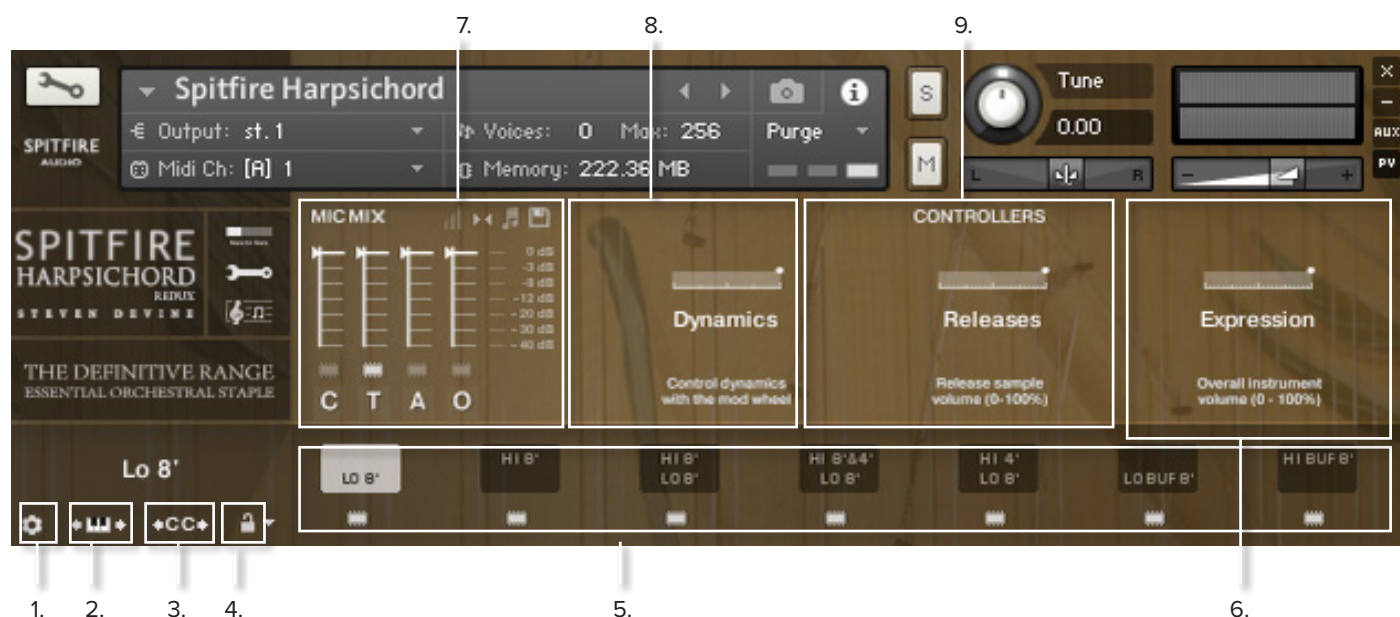 7.
8.
9.
Spitfire Harpsichord
S
Tune
×
SPITFIRE
AUDIO
Output: st.1
Voices: 0 Max: 256
Purge
0.00
AUX
Midi Ch: [A] 1
Memory: 222.36 MB
M
L
R
-
+
PV
SPITFIRE
HARPSICHORD
REDUX
STEVEN DEVINE
THE DEFINITIVE RANGE
ESSENTIAL ORCHESTRAL STAPLE
MIC MIX
0 dB
-3 dB
-12 dB
-20 dB
-30 dB
-40 dB
C T A O
Dynamics
Control dynamics
with the mod wheel
CONTROLLERS
Releases
Release sample
volume (0-100%)
Expression
Overall instrument
volume (0 - 100%)
Lo 8'
LO 8'
HI 8'
HI 8'
LO 8'
HI 8'&4'
LO 8'
HI 4'
LO 8'
LO BUF 8'
HI BUF 8'
CC
1.
2.
3.
4.
5.
6.